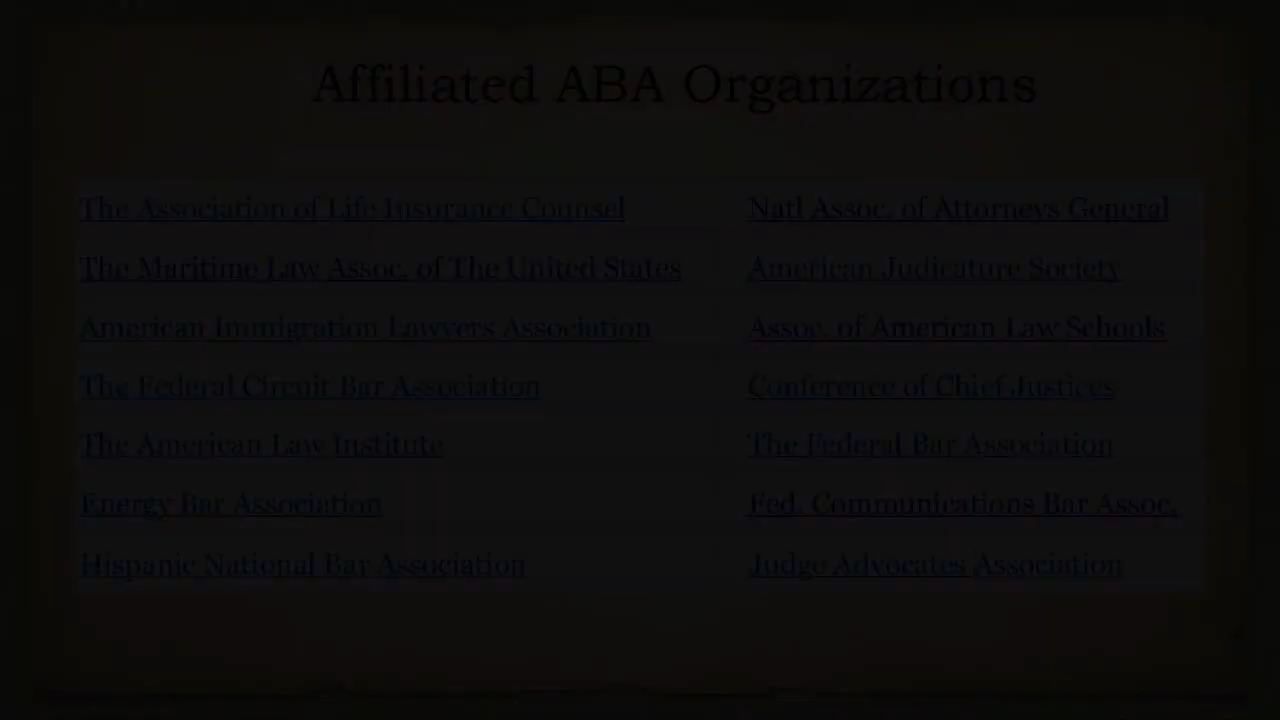 Affiliated ABA Organizations
The Association of Life Insurance Counsel
Natl Assoc. of Attorneys General
The Maritime Law Assoc. of The United States
American Judicature Society
American Immigration Lawyers Association
Assoc. of American Law Schools
The Federal Circuit Bar Association
Conference of Chief Justices
The American Law Institute
The Federal Bar Association
Energy Bar Association
Fed. Communications Bar Assoc.
Hispanic National Bar Association
Judge Advocates Association